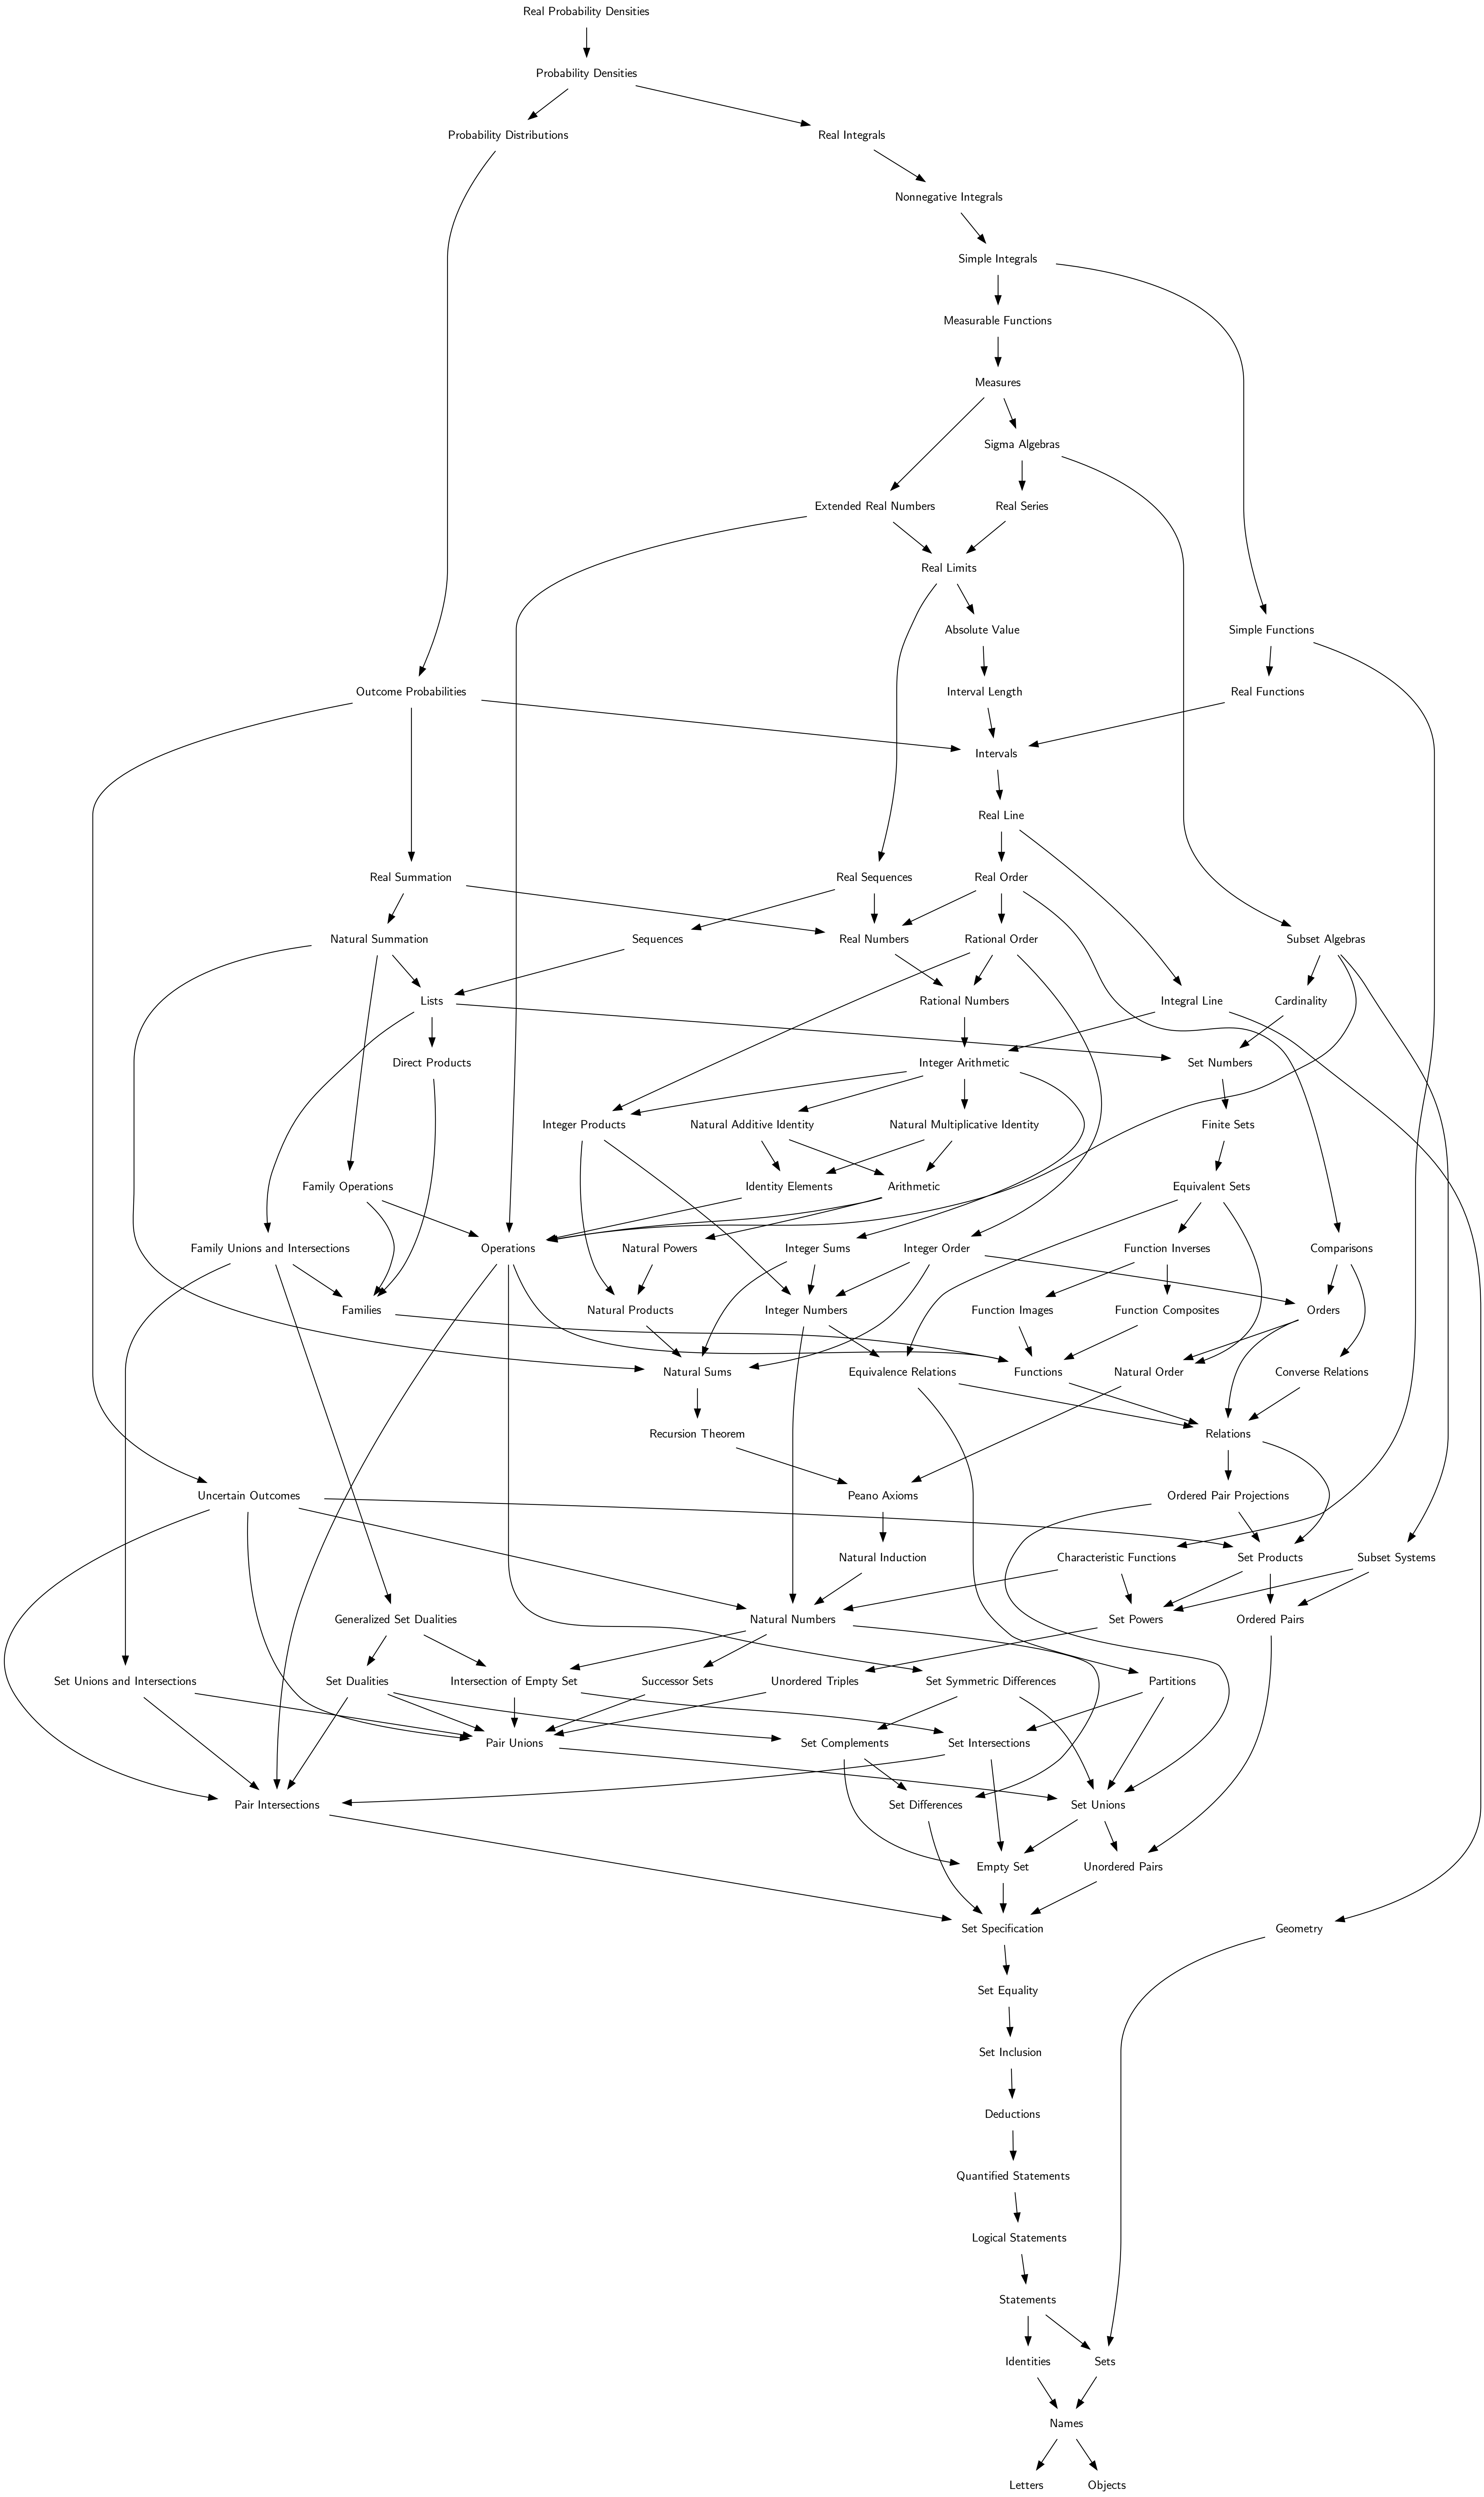 Real Probability Densities
Probability Densities
Probability Distributions
Real Integrals
Nonnegative Integrals
Simple Integrals
Measurable Functions
Measures
Sigma Algebras
Extended Real Numbers
Real Series
Real Limits
Absolute Value
Simple Functions
Outcome Probabilities
Interval Length
Real Functions
Intervals
Real Line
Real Summation
Real Sequences
Real Order
Natural Summation
Sequences
Real Numbers
Rational Order
Subset Algebras
Lists
Rational Numbers
Integral Line
Cardinality
Direct Products
Integer Arithmetic
Set Numbers
Integer Products
Natural Additive Identity
Natural Multiplicative Identity
Finite Sets
Family Operations
Identity Elements
Arithmetic
Equivalent Sets
Family Unions and Intersections
Operations
Natural Powers
Integer Sums
Integer Order
Function Inverses
Comparisons
Families
Natural Products
Integer Numbers
Function Images
Function Composites
Orders
Natural Sums
Equivalence Relations
Functions
Natural Order
Converse Relations
Recursion Theorem
Relations
Uncertain Outcomes
Peano Axioms
Ordered Pair Projections
Natural Induction
Characteristic Functions
Set Products
Subset Systems
Generalized Set Dualities
Natural Numbers
Set Powers
Ordered Pairs
Set Unions and Intersections
Set Dualities
Intersection of Empty Set
Successor Sets
Unordered Triples
Set Symmetric Differences
Partitions
Pair Unions
Set Complements
Set Intersections
Pair Intersections
Set Differences
Set Unions
Empty Set
Unordered Pairs
Set Specification
Geometry
Set Equality
Set Inclusion
Deductions
Quantified Statements
Logical Statements
Statements
Identities
Sets
Names
Letters
Objects